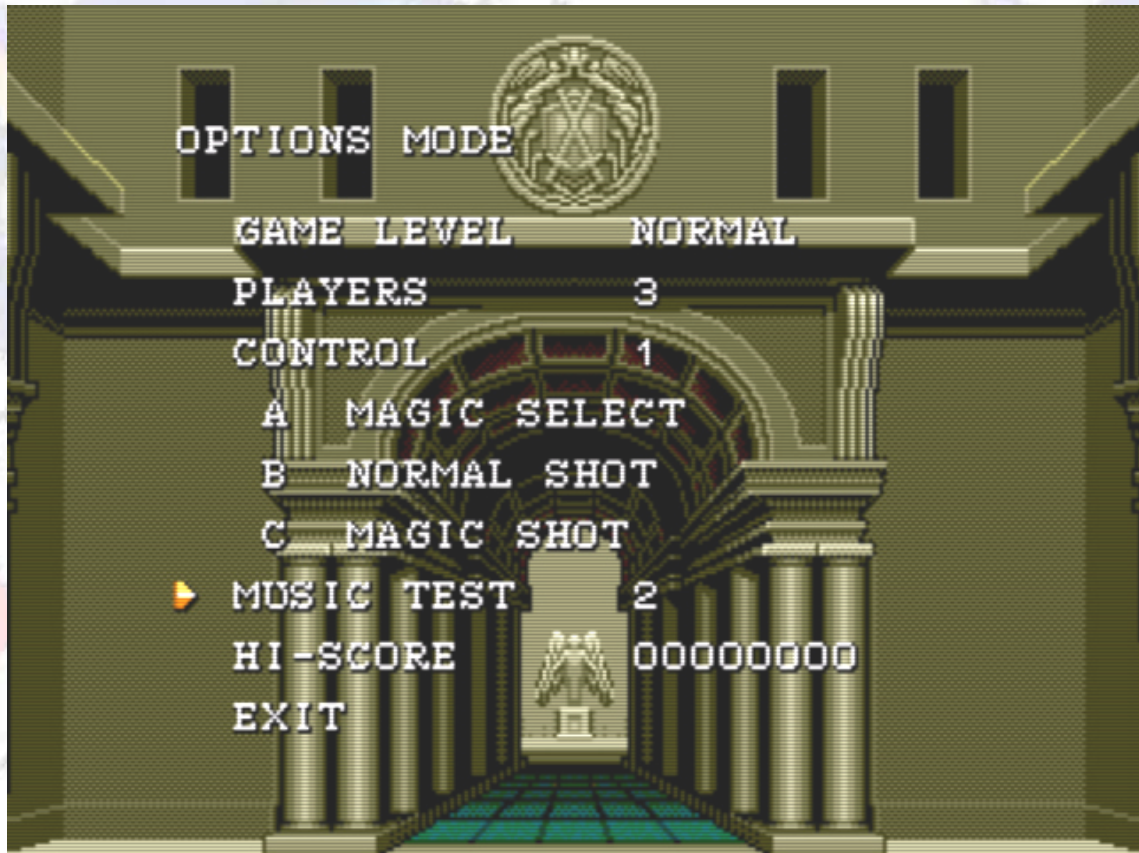 OPTIONS MODE
GAME LEVEL NORMAL
PLAYERS 3
CONTROL 1
A MAGIC SELECT
B NORMAL SHOT
C MAGIC SHOT
MUSIC TEST 2
HI-SCORE 00000000
EXIT